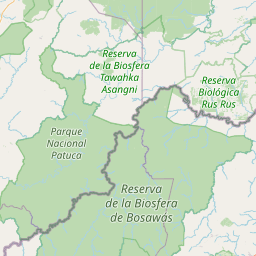 Reserva
de la Biosfera
de Tawahka
Asangni
Reserva
Biológica
Rus Rus
Parque
Nacional
Patuca
Reserva
de la Biosfera
de Bosawás